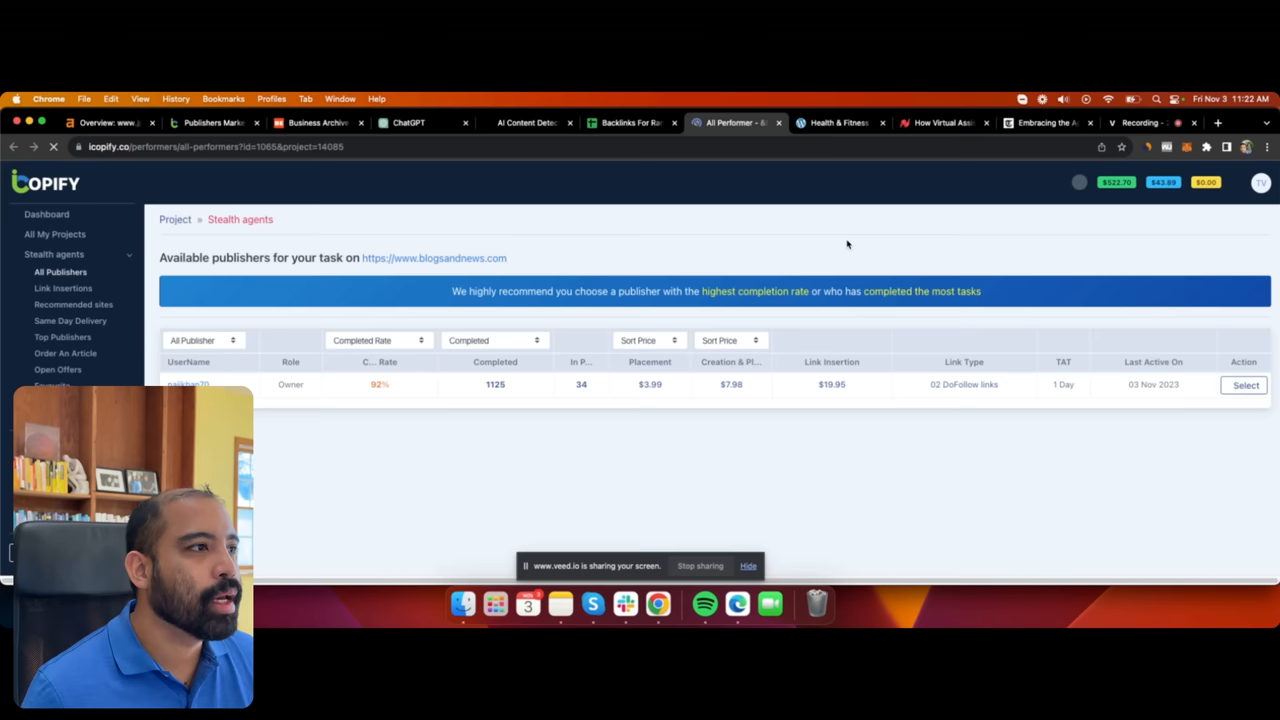 Chrome File Edit View History Bookmarks Profiles Tab Window Help
Fri Nov 3 11:22 AM
Overview: www.j
Publishers Mark
Business Archive
ChatGPT
AI Content Detec
Backlinks For Ra
All Performer - &
Health & Fitness
How Virtual Ass
Embracing the A
Recording -
icopify.co/performers/all-performers?id=1065&project=14085
iCOPIFY
$522.70
$43.89
$0.00
TV
Dashboard
All My Projects
Stealth agents
All Publishers
Link Insertions
Recommended sites
Same Day Delivery
Top Publishers
Order An Article
Open Offers
Project » Stealth agents
Available publishers for your task on https://www.blogsandnews.com
We highly recommend you choose a publisher with the highest completion rate or who has completed the most tasks
All Publisher
Completed Rate
Completed
Sort Price
Sort Price
UserName Role C... Rate Completed In P... Placement Creation & Pl... Link Insertion Link Type TAT Last Active On Action
Owner 92% 1125 34 $3.99 $7.98 $19.95 02 DoFollow links 1 Day 03 Nov 2023 Select
www.veed.io is sharing your screen.
Stop sharing
Hide
NOV
3